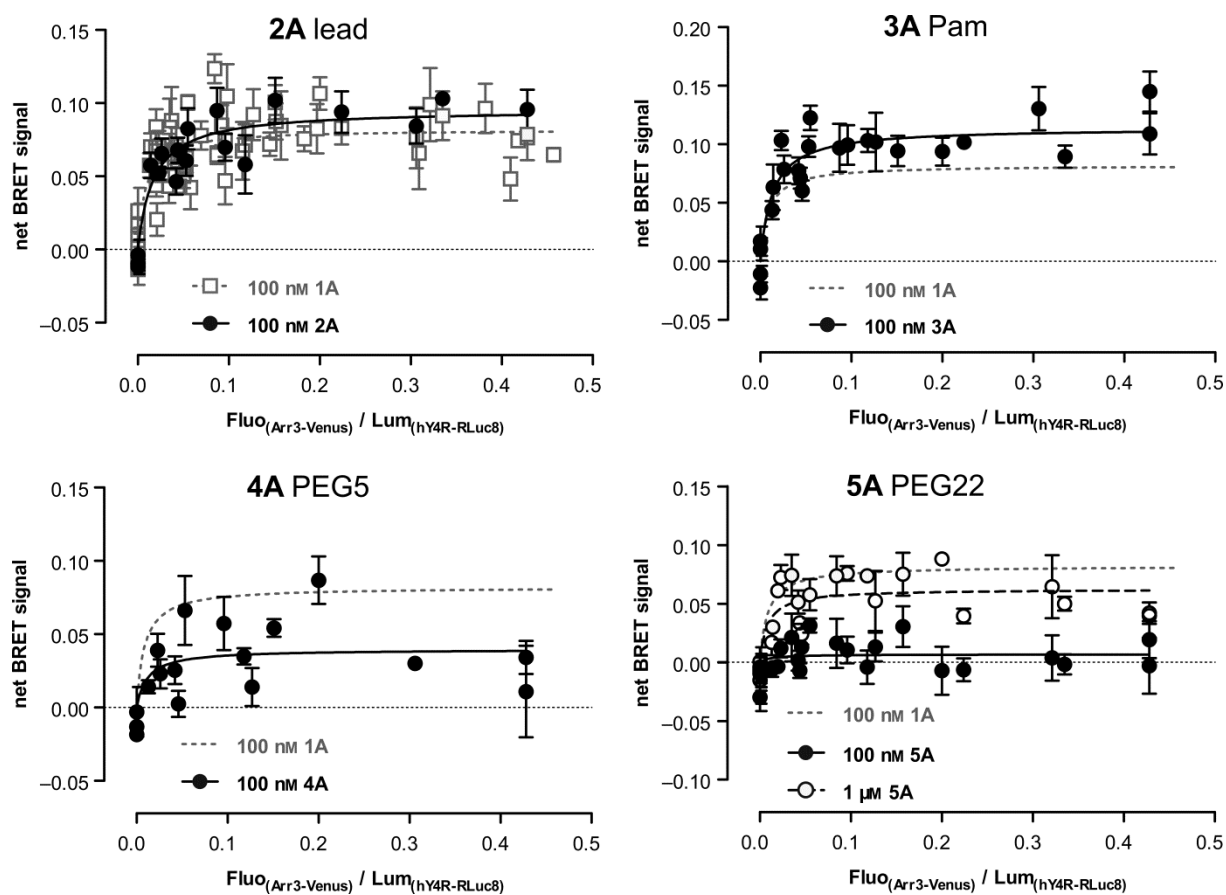 2A lead
net BRET signal
0.15
0.10
0.05
0.00
–0.05
100 nM 1A
100 nM 2A
0.0 0.1 0.2 0.3 0.4 0.5
Fluo(Arr3-Venus) / Lum(hY4R-RLuc8)
3A Pam
net BRET signal
0.20
0.15
0.10
0.05
0.00
–0.05
100 nM 1A
100 nM 3A
0.0 0.1 0.2 0.3 0.4 0.5
Fluo(Arr3-Venus) / Lum(hY4R-RLuc8)
4A PEG5
net BRET signal
0.15
0.10
0.05
0.00
–0.05
100 nM 1A
100 nM 4A
0.0 0.1 0.2 0.3 0.4 0.5
Fluo(Arr3-Venus) / Lum(hY4R-RLuc8)
5A PEG22
net BRET signal
0.15
0.10
0.05
0.00
–0.05
–0.10
100 nM 1A
100 nM 5A
1 µM 5A
0.0 0.1 0.2 0.3 0.4 0.5
Fluo(Arr3-Venus) / Lum(hY4R-RLuc8)